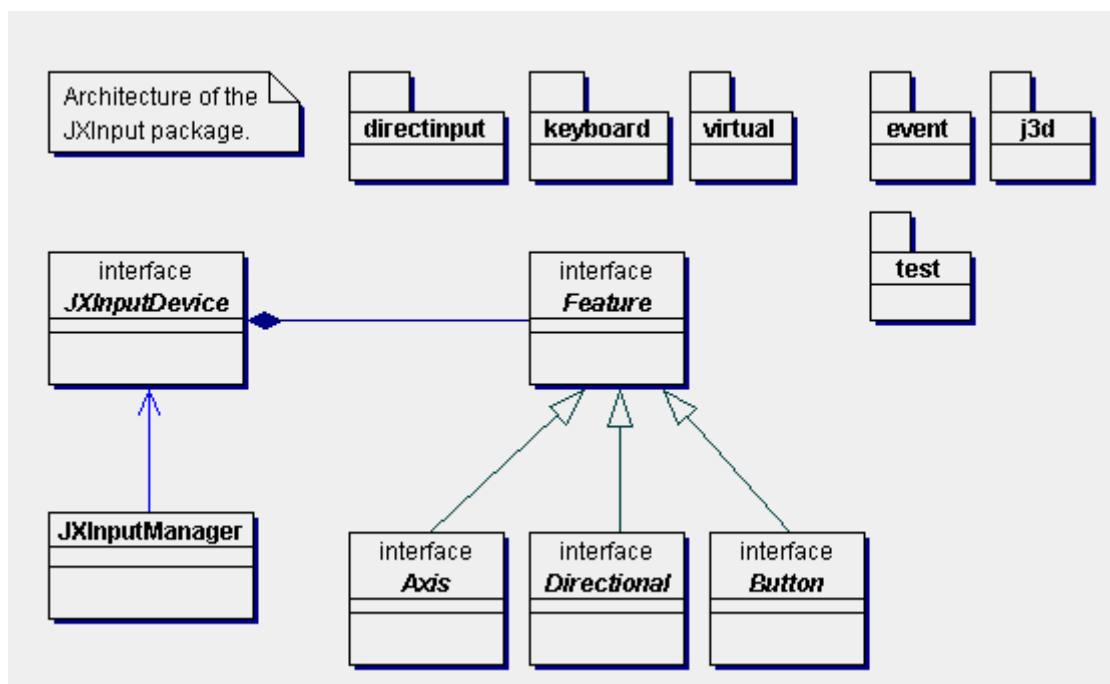 Architecture of the
JXInput package.
directinput
keyboard
virtual
event
j3d
test
interface
JXInputDevice
interface
Feature
JXInputManager
interface
Axis
interface
Directional
interface
Button